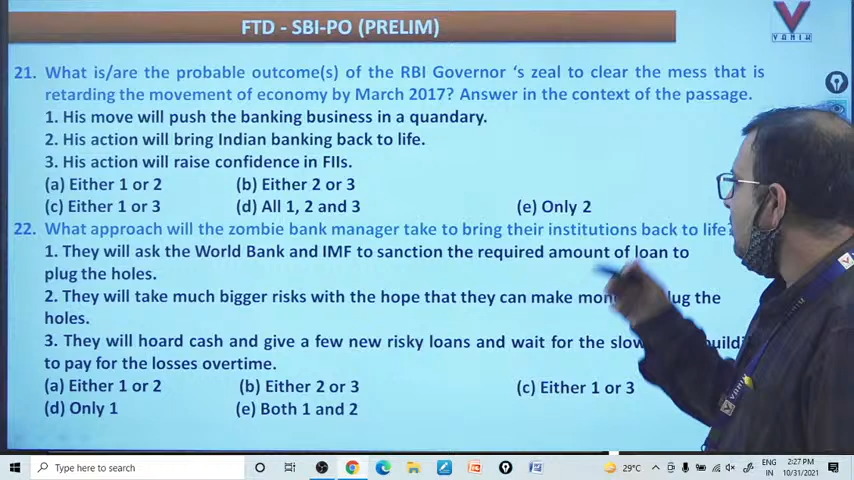 FTD - SBI-PO (PRELIM)
VANIK
21. What is/are the probable outcome(s) of the RBI Governor 's zeal to clear the mess that is
retarding the movement of economy by March 2017? Answer in the context of the passage.
1. His move will push the banking business in a quandary.
2. His action will bring Indian banking back to life.
3. His action will raise confidence in FIIs.
(a) Either 1 or 2 (b) Either 2 or 3
(c) Either 1 or 3 (d) All 1, 2 and 3 (e) Only 2
22. What approach will the zombie bank manager take to bring their institutions back to life?
1. They will ask the World Bank and IMF to sanction the required amount of loan to
plug the holes.
2. They will take much bigger risks with the hope that they can make the
holes.
3. They will hoard cash and give a few new risky loans and wait for the
to pay for the losses overtime.
(a) Either 1 or 2 (b) Either 2 or 3 (c) Either 1 or 3
(d) Only 1 (e) Both 1 and 2
VANIK
Type here to search
29°C
ENG
IN
2:27 PM
10/31/2021